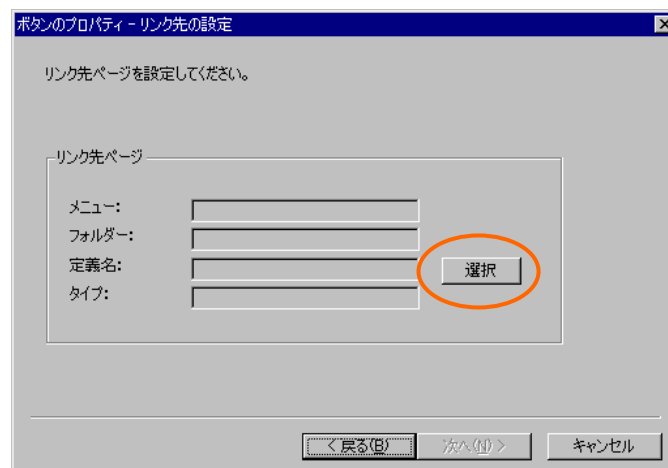 ボタンのプロパティ - リンク先の設定
リンク先ページを設定してください。
リンク先ページ
メニュー:
フォルダー:
定義名:
選択
タイプ:
< 戻る(B)
次へ(N) >
キャンセル